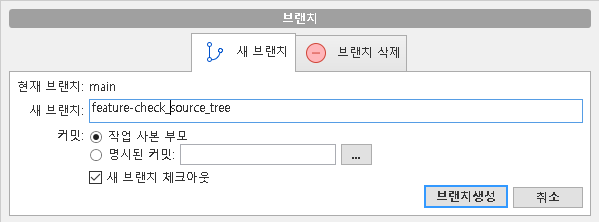 브랜치
새 브랜치
브랜치 삭제
현재 브랜치: main
새 브랜치: feature-check_source_tree
커밋: 작업 사본 부모
명시된 커밋: ...
새 브랜치 체크아웃
브랜치생성 취소